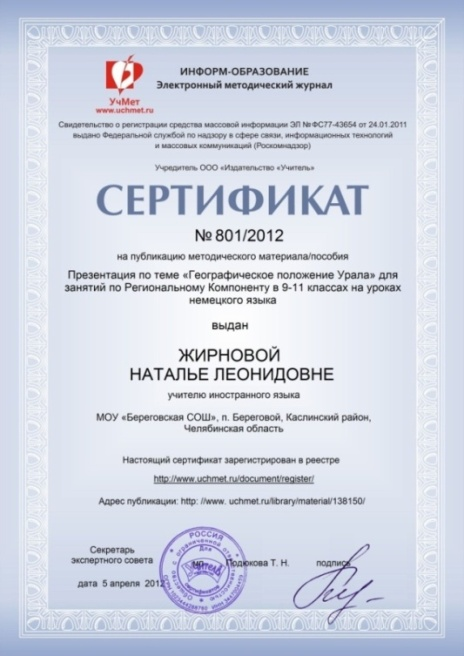 УчМет
www.uchmet.ru
ИНФОРМ-ОБРАЗОВАНИЕ
Электронный методический журнал
Свидетельство о регистрации средства массовой информации ЭЛ № ФС77-43654 от 24.01.2011
выдано Федеральной службой по надзору в сфере связи, информационных технологий
и массовых коммуникаций (Роскомнадзор)
Учредитель ООО «Издательство «Учитель»
СЕРТИФИКАТ
№ 801/2012
на публикацию методического материала/пособия
Презентация по теме «Географическое положение Урала» для
занятий по Региональному Компоненту в 9-11 классах на уроках
немецкого языка
выдан
ЖИРНОВОЙ
НАТАЛЬЕ ЛЕОНИДОВНЕ
учителю иностранного языка
МОУ «Береговская СОШ», п. Береговой, Каслинский район,
Челябинская область
Настоящий сертификат зарегистрирован в реестре
http://www.uchmet.ru/document/register/
Адрес публикации: http: //www. uchmet.ru/library/material/138150/
Секретарь
экспертного совета
Подюкова Т. Н.
подпись
дата 5 апреля 2012
РОССИЯ
Для